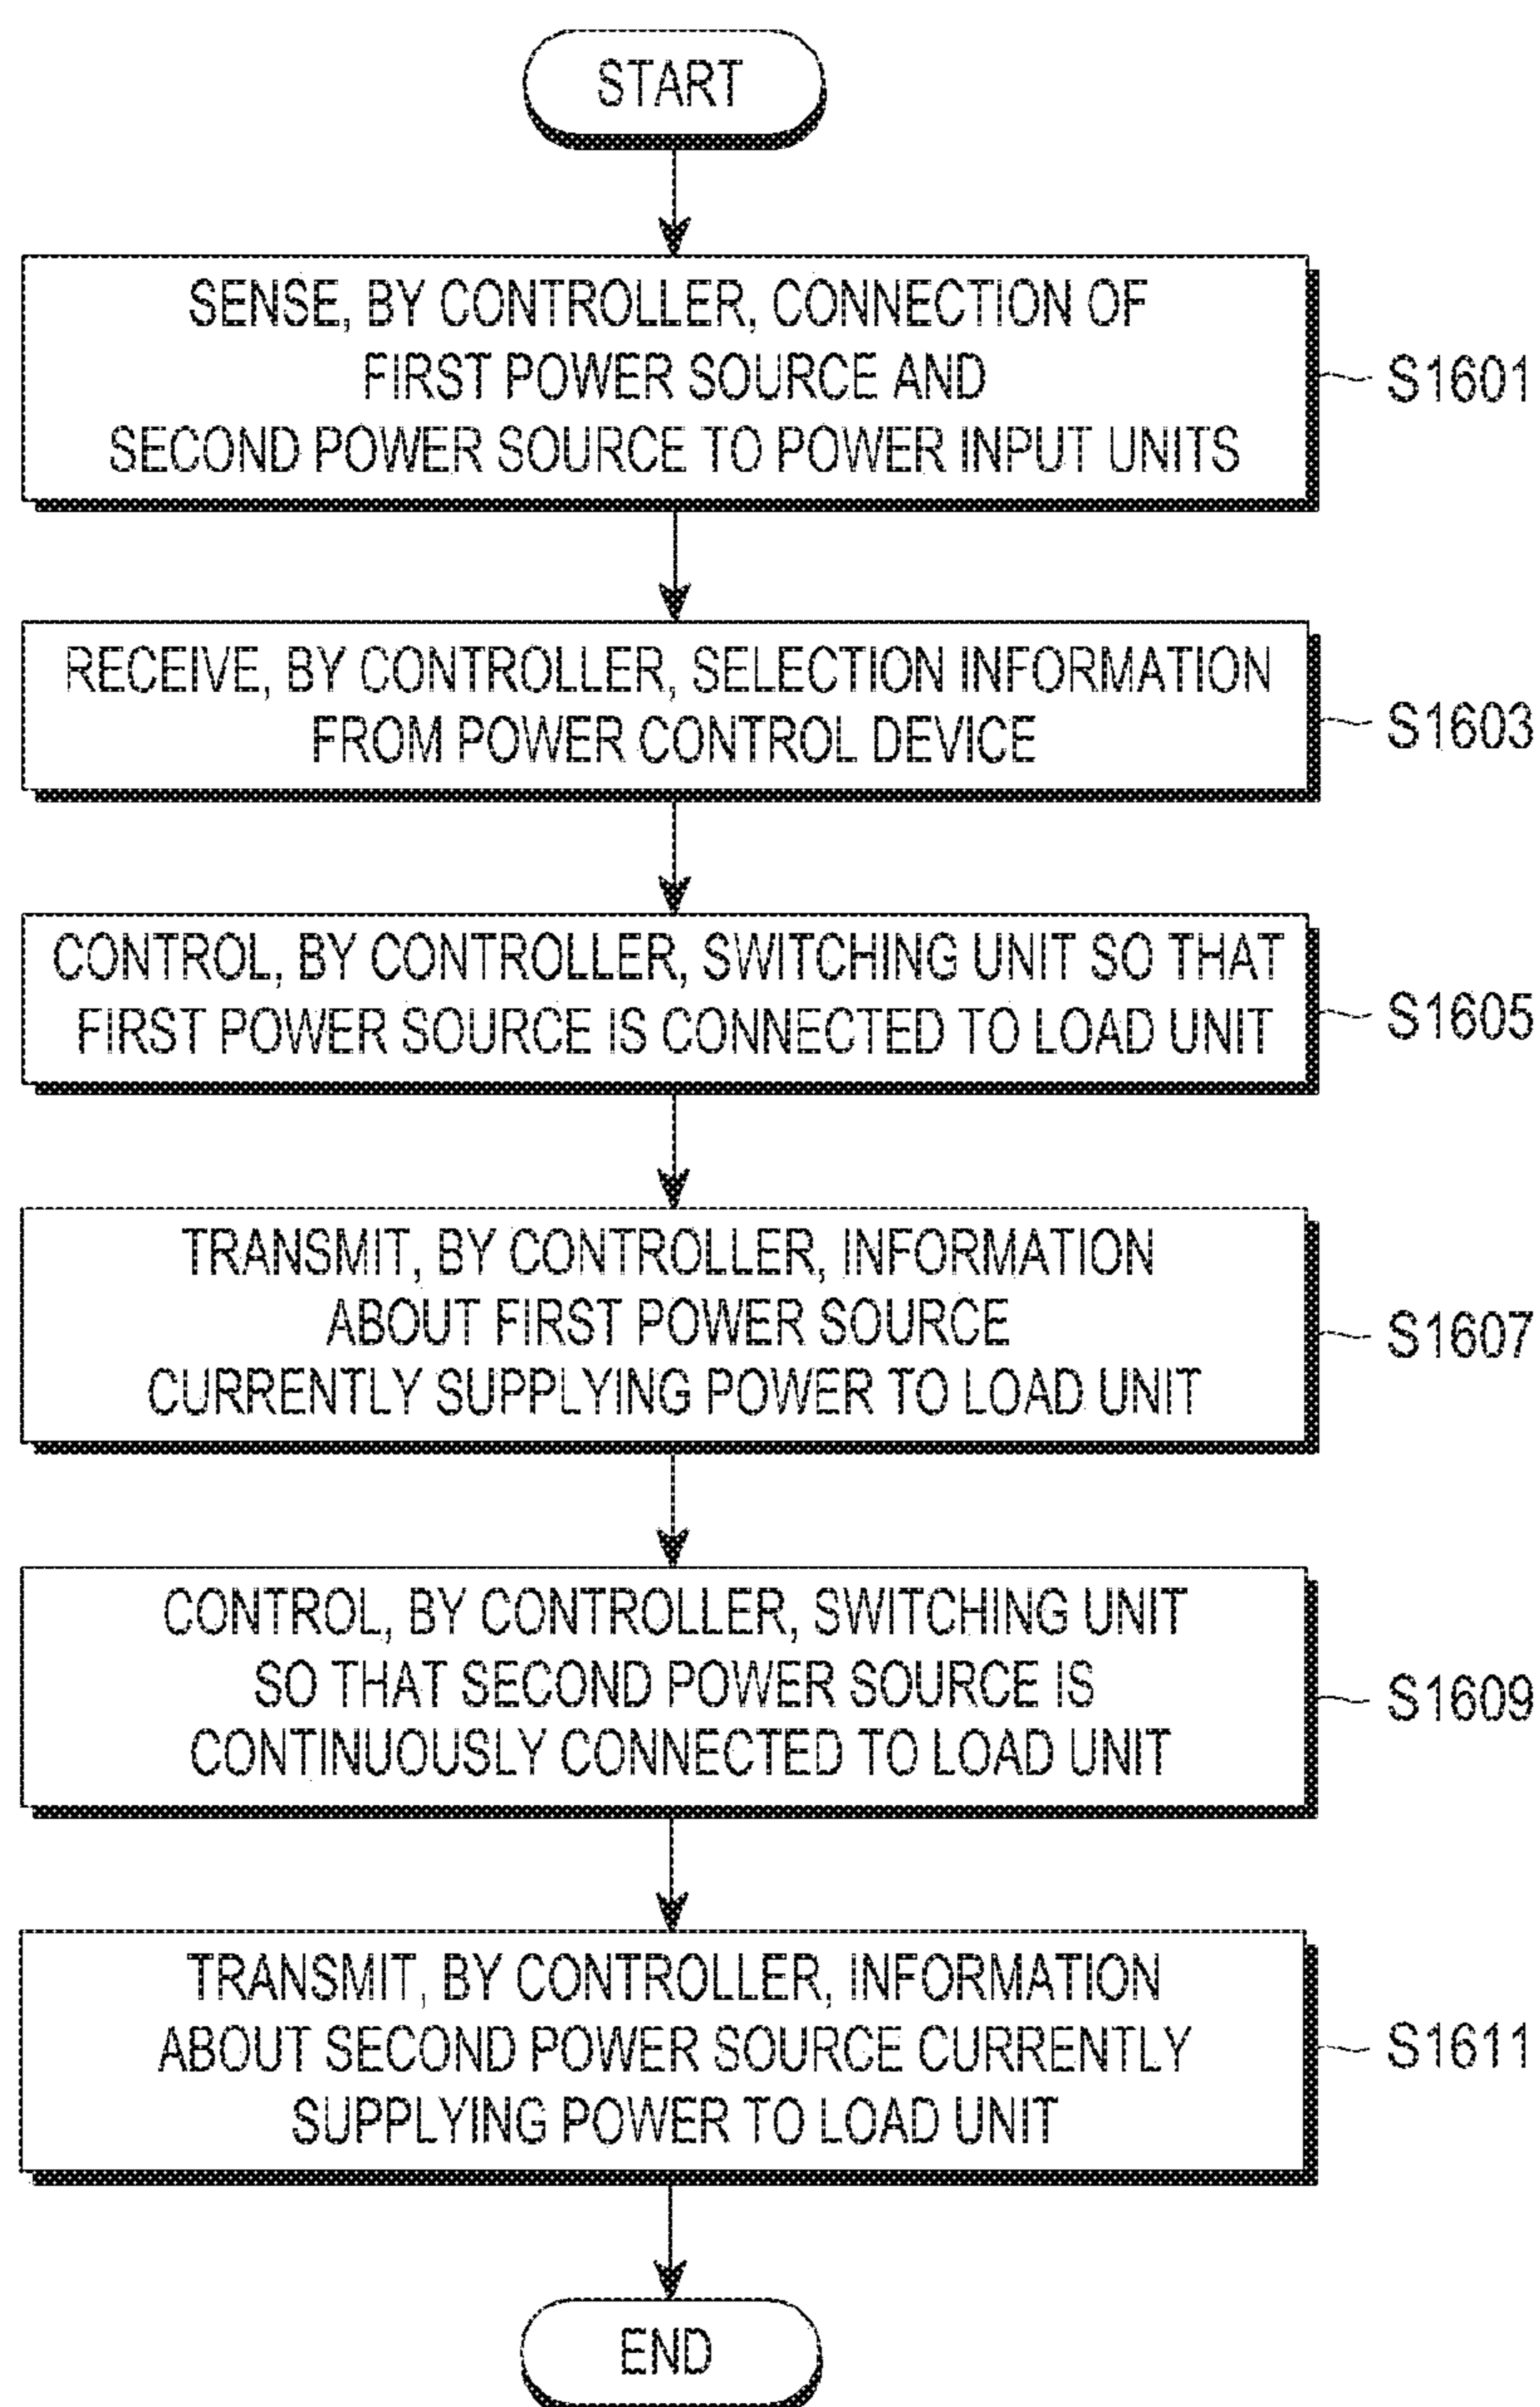 START
SENSE, BY CONTROLLER, CONNECTION OF
FIRST POWER SOURCE AND
SECOND POWER SOURCE TO POWER INPUT UNITS
S1601
RECEIVE, BY CONTROLLER, SELECTION INFORMATION
FROM POWER CONTROL DEVICE
S1603
CONTROL, BY CONTROLLER, SWITCHING UNIT SO THAT
FIRST POWER SOURCE IS CONNECTED TO LOAD UNIT
S1605
TRANSMIT, BY CONTROLLER, INFORMATION
ABOUT FIRST POWER SOURCE
CURRENTLY SUPPLYING POWER TO LOAD UNIT
S1607
CONTROL, BY CONTROLLER, SWITCHING UNIT
SO THAT SECOND POWER SOURCE IS
CONTINUOUSLY CONNECTED TO LOAD UNIT
S1609
TRANSMIT, BY CONTROLLER, INFORMATION
ABOUT SECOND POWER SOURCE CURRENTLY
SUPPLYING POWER TO LOAD UNIT
S1611
END